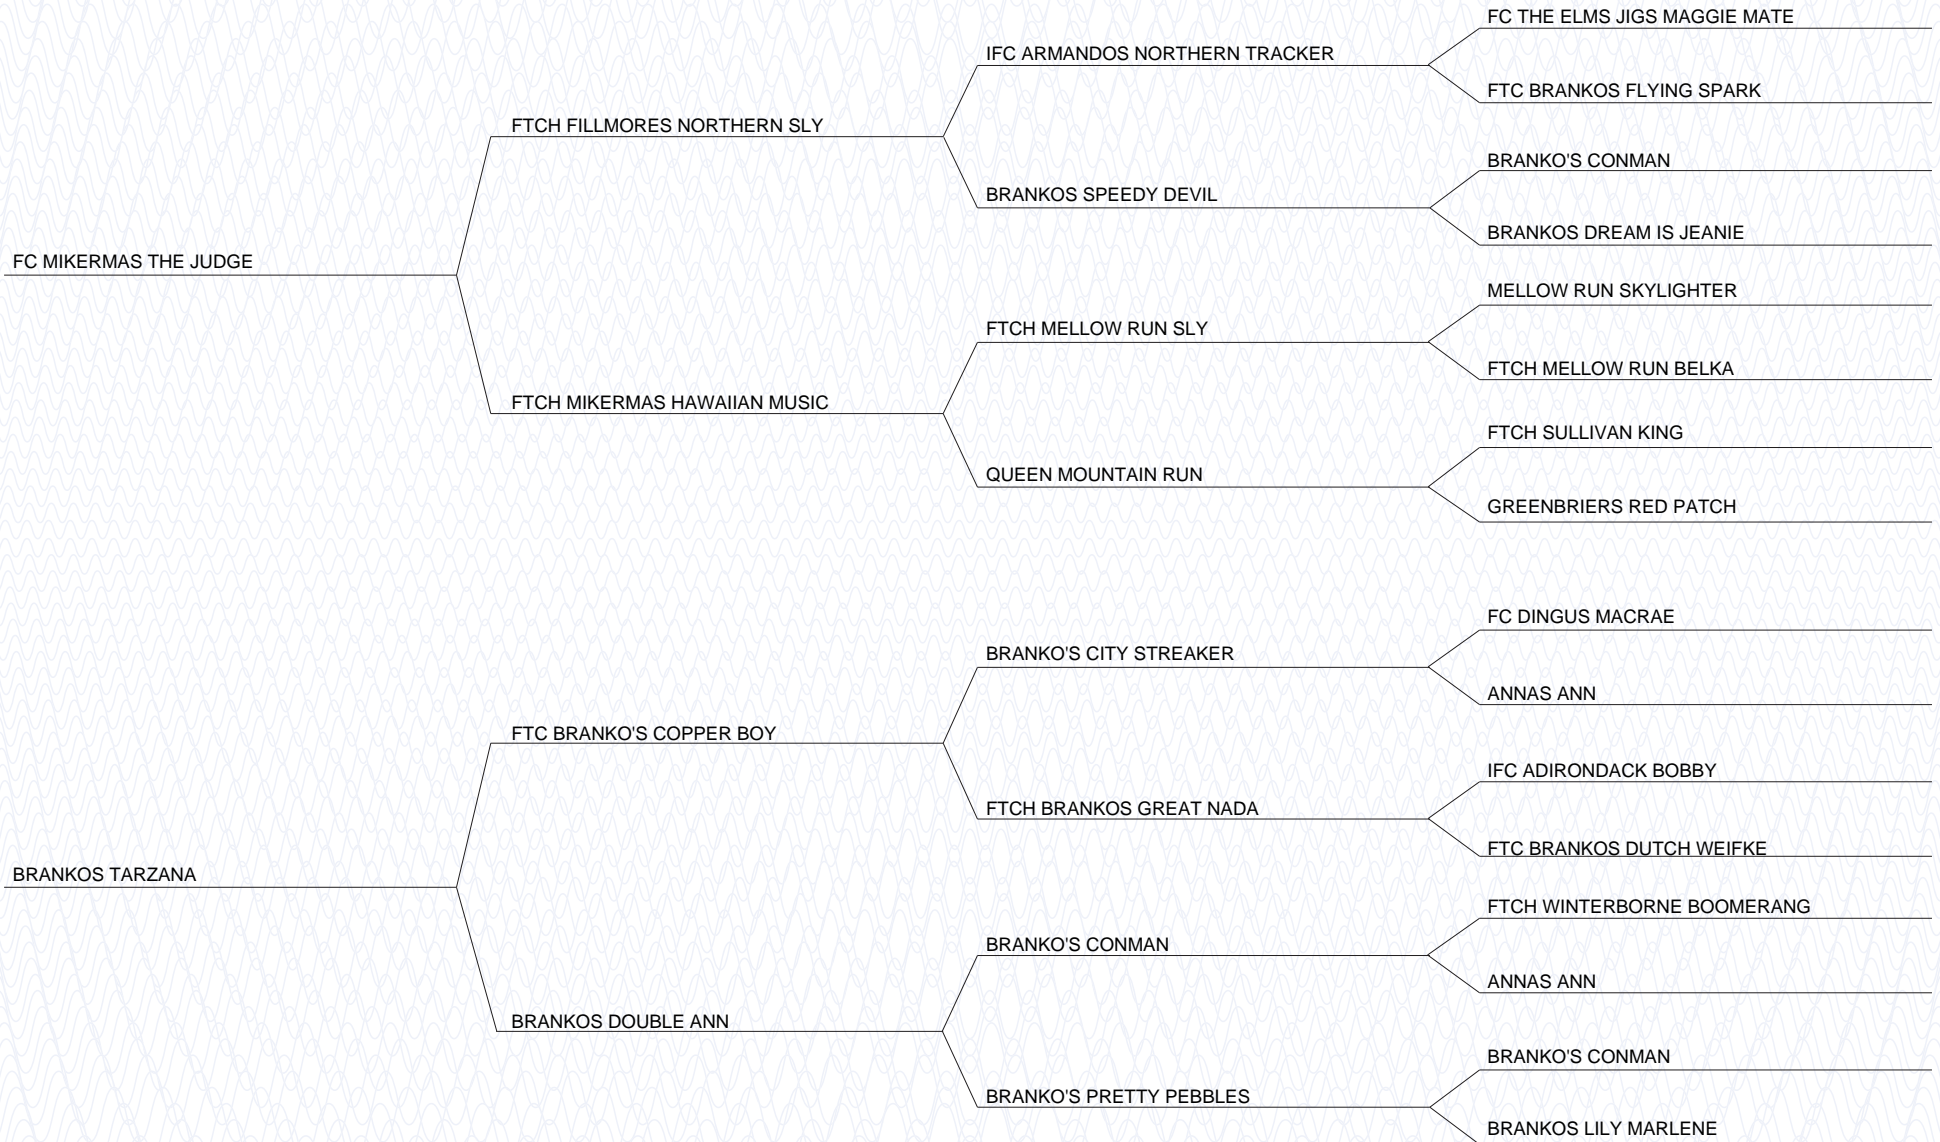 FC THE ELMS JIGS MAGGIE MATE
IFC ARMANDOS NORTHERN TRACKER
FTC BRANKOS FLYING SPARK
FTCH FILLMORES NORTHERN SLY
BRANKO'S CONMAN
BRANKOS SPEEDY DEVIL
BRANKOS DREAM IS JEANIE
FC MIKERMAS THE JUDGE
MELLOW RUN SKYLIGHTER
FTCH MELLOW RUN SLY
FTCH MELLOW RUN BELKA
FTCH MIKERMAS HAWAIIAN MUSIC
FTCH SULLIVAN KING
QUEEN MOUNTAIN RUN
GREENBRIERS RED PATCH
FC DINGUS MACRAE
BRANKO'S CITY STREAKER
ANNAS ANN
FTC BRANKO'S COPPER BOY
IFC ADIRONDACK BOBBY
FTCH BRANKOS GREAT NADA
FTC BRANKOS DUTCH WEIFKE
BRANKOS TARZANA
FTCH WINTERBORNE BOOMERANG
BRANKO'S CONMAN
ANNAS ANN
BRANKOS DOUBLE ANN
BRANKO'S CONMAN
BRANKO'S PRETTY PEBBLES
BRANKOS LILY MARLENE